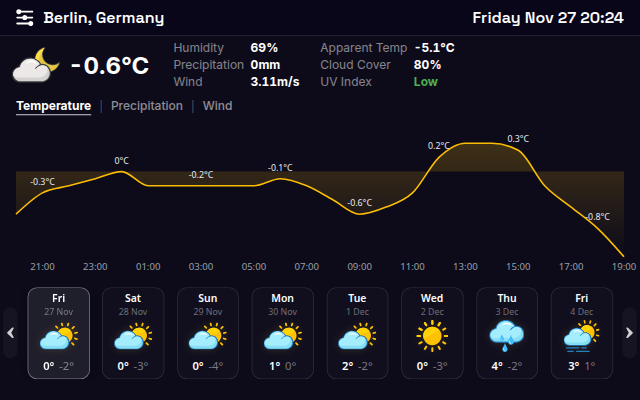 Berlin, Germany
Friday Nov 27 20:24
-0.6°C
Humidity 69%
Precipitation 0mm
Wind 3.11m/s
Apparent Temp -5.1°C
Cloud Cover 80%
UV Index Low
Temperature | Precipitation | Wind
-0.3°C 0°C -0.2°C -0.1°C -0.6°C 0.2°C 0.3°C -0.8°C
21:00 23:00 01:00 03:00 05:00 07:00 09:00 11:00 13:00 15:00 17:00 19:00
Fri
27 Nov
0° -2°
Sat
28 Nov
0° -3°
Sun
29 Nov
0° -4°
Mon
30 Nov
1° 0°
Tue
1 Dec
2° -2°
Wed
2 Dec
0° -3°
Thu
3 Dec
4° -2°
Fri
4 Dec
3° 1°